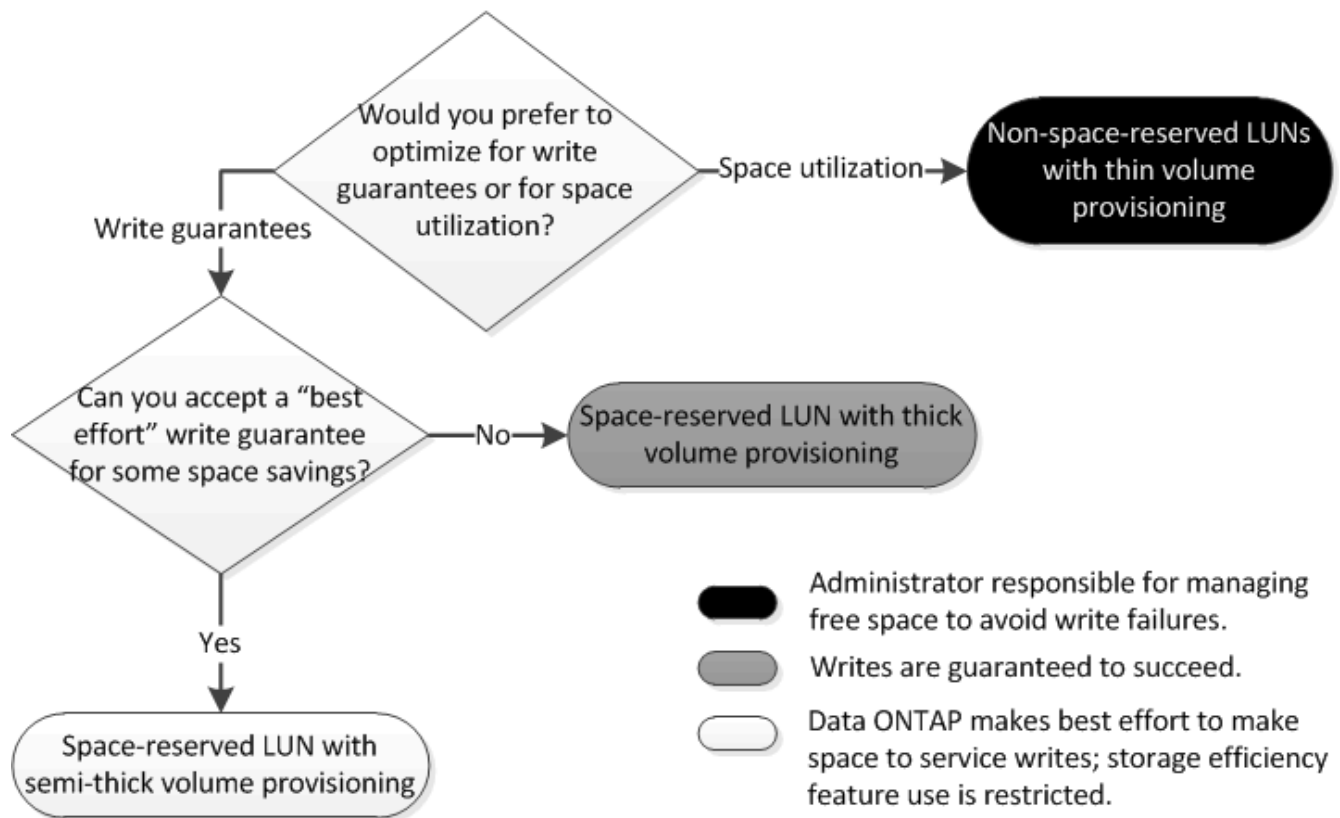 Would you prefer to
optimize for write
guarantees or for space
utilization?
Space utilization
Non-space-reserved LUNs
with thin volume
provisioning
Write guarantees
Can you accept a “best
effort” write guarantee
for some space savings?
No
Space-reserved LUN with thick
volume provisioning
Yes
Space-reserved LUN with
semi-thick volume provisioning
Administrator responsible for managing
free space to avoid write failures.
Writes are guaranteed to succeed.
Data ONTAP makes best effort to make
space to service writes; storage efficiency
feature use is restricted.